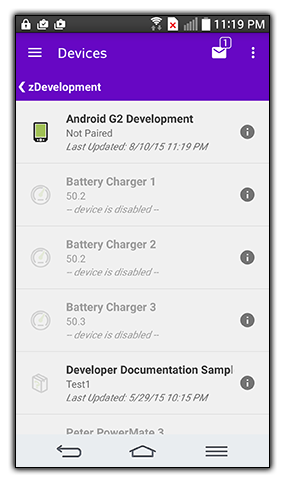 11:19 PM
Devices
1
zDevelopment
Android G2 Development
Not Paired
Last Updated: 8/10/15 11:19 PM
Battery Charger 1
50.2
-- device is disabled --
Battery Charger 2
50.2
-- device is disabled --
Battery Charger 3
50.3
-- device is disabled --
Developer Documentation Sampl
Test1
Last Updated: 5/29/15 10:15 PM
Peter PowerMate 3